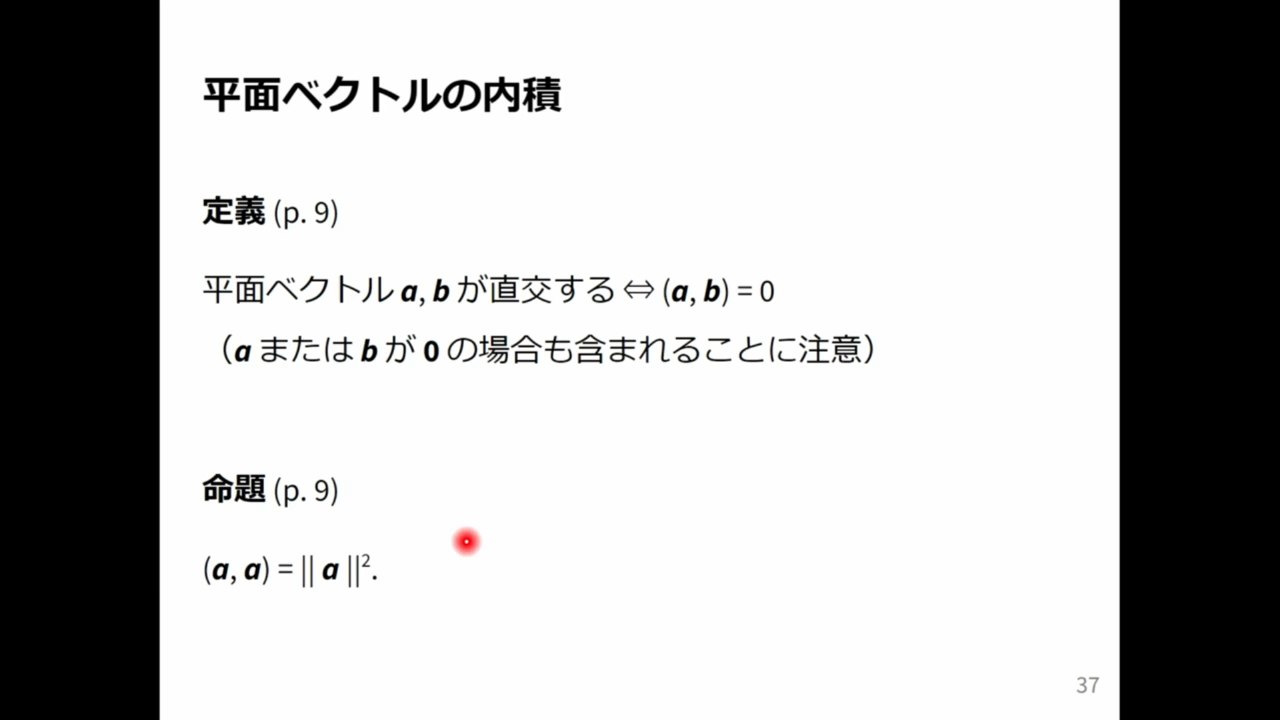 平面ベクトルの内積
定義 (p. 9)
平面ベクトル a, b が直交する ⇔ (a, b) = 0
（a または b が 0 の場合も含まれることに注意）
命題 (p. 9)
(a, a) = || a ||².
37